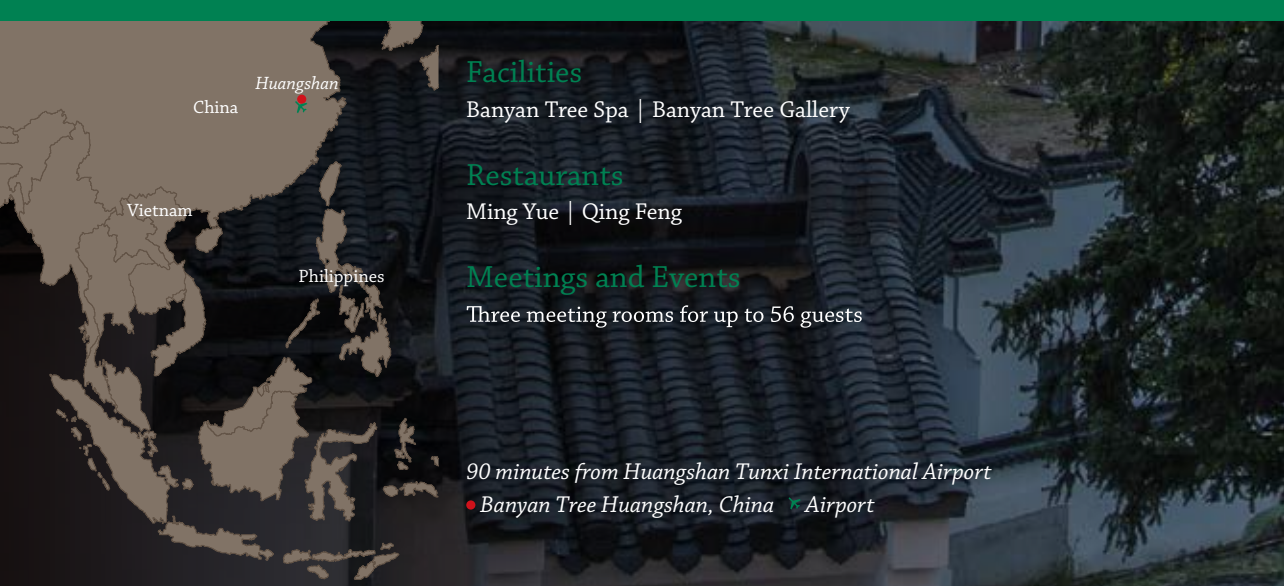 Huangshan
China
Vietnam
Philippines
Facilities
Banyan Tree Spa | Banyan Tree Gallery
Restaurants
Ming Yue | Qing Feng
Meetings and Events
Three meeting rooms for up to 56 guests
90 minutes from Huangshan Tunxi International Airport
Banyan Tree Huangshan, China Airport